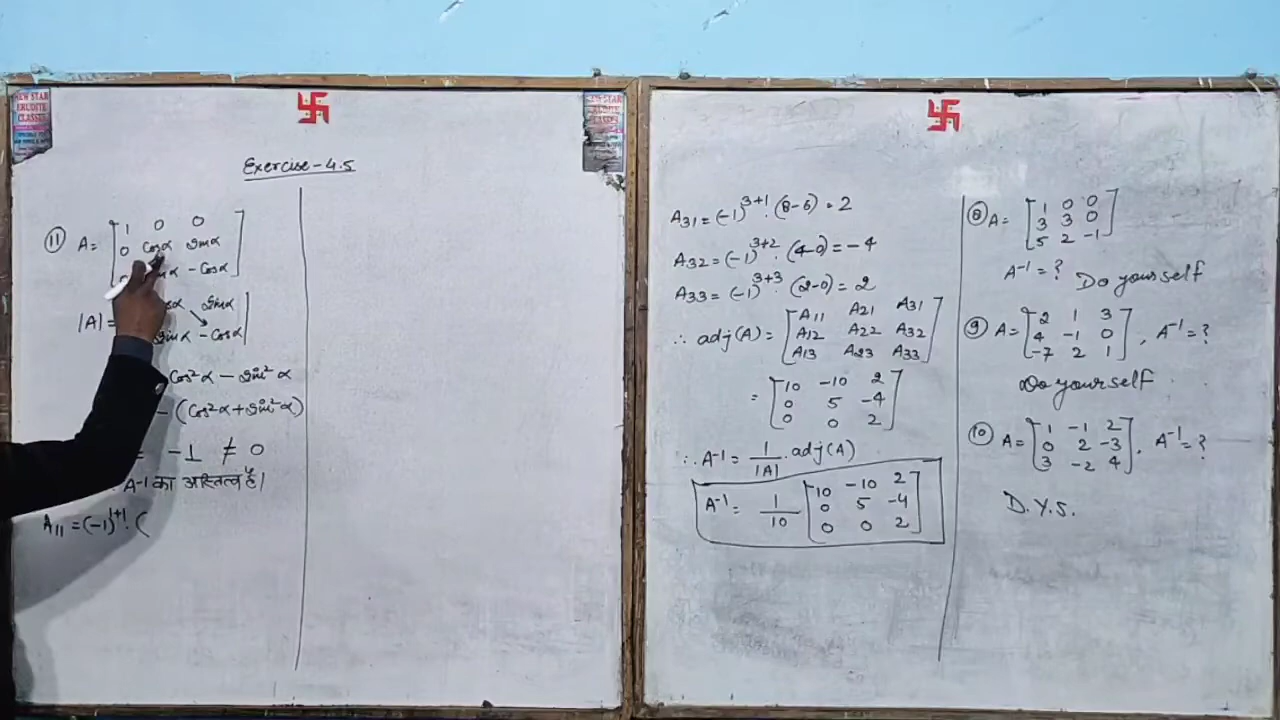 NEW STAR
ERUDITE
CLASSES
Exercise-4.5
⑪ A= [1 0 0
0 Cosα Sinα
α -Cosα]
|A|= α Sinα
Sinα -Cosα|
Cos²α - Sin²α
- (Cos²α + Sin²α)
= -1 ≠ 0
A⁻¹ का अस्तित्व है|
A₁₁ = (-1)¹⁺¹. (
A₃₁ = (-1)³⁺¹. (8-6) = 2
A₃₂ = (-1)³⁺². (4-0) = -4
A₃₃ = (-1)³⁺³. (2-0) = 2
∴ adj(A) = [A₁₁ A₂₁ A₃₁
A₁₂ A₂₂ A₃₂
A₁₃ A₂₃ A₃₃]
= [10 -10 2
0 5 -4
0 0 2]
∴ A⁻¹ = 1/|A| . adj(A)
A⁻¹ = 1/10 [10 -10 2
0 5 -4
0 0 2]
⑧ A= [1 0 0
3 3 0
5 2 -1]
A⁻¹ = ? Do yourself
⑨ A= [2 1 3
4 -1 0
-7 2 1], A⁻¹ = ?
Do yourself
⑩ A= [1 -1 2
0 2 -3
3 -2 4], A⁻¹ = ?
D.Y.S.